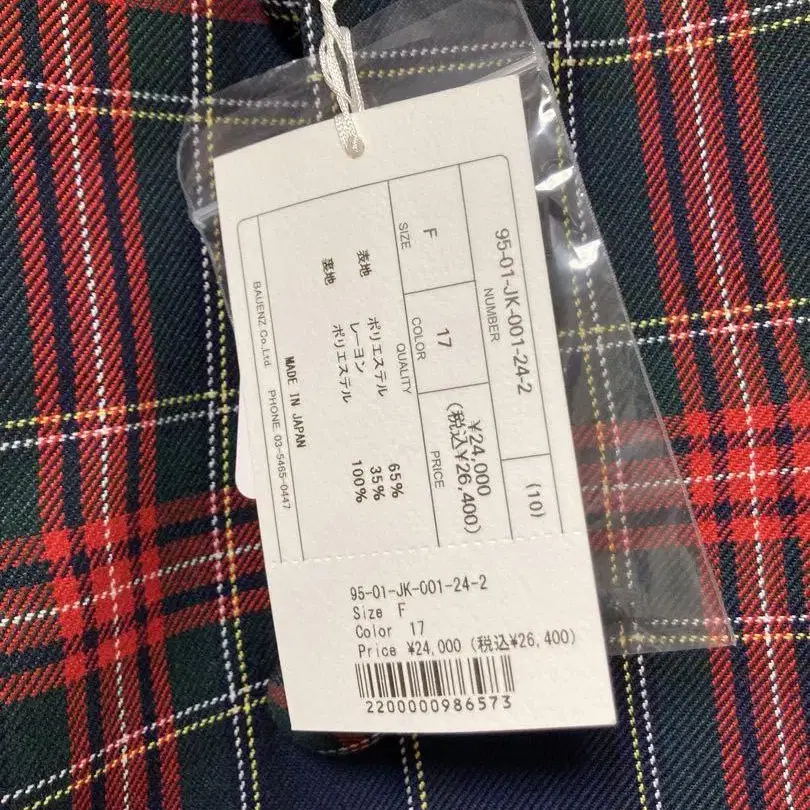 95-01-JK-001-24-2
NUMBER
(10)
F
SIZE
17
COLOR
¥24,000
(税込¥26,400)
PRICE
QUALITY
表地 ポリエステル 65%
レーヨン 35%
裏地 ポリエステル 100%
MADE IN JAPAN
BAUENZ Co.,Ltd. PHONE 03-5465-0447
95-01-JK-001-24-2
Size F
Color 17
Price ¥24,000 (税込¥26,400)
2200000986573